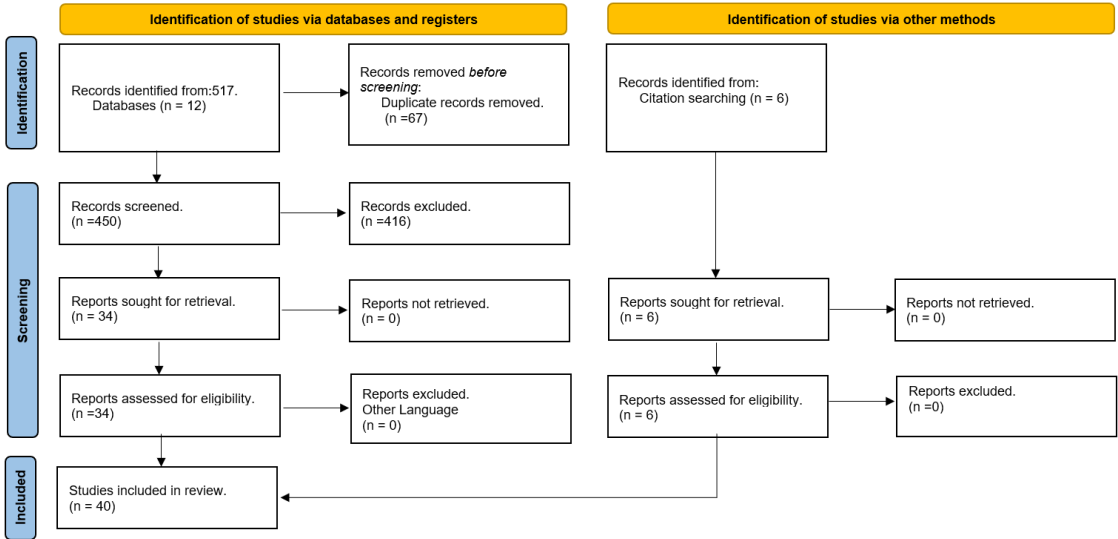 Identification of studies via databases and registers
Identification of studies via other methods
Identification
Records identified from:517.
Databases (n = 12)
Records removed before
screening:
Duplicate records removed.
(n =67)
Records identified from:
Citation searching (n = 6)
Screening
Records screened.
(n =450)
Records excluded.
(n =416)
Reports sought for retrieval.
(n = 34)
Reports not retrieved.
(n = 0)
Reports sought for retrieval.
(n = 6)
Reports not retrieved.
(n = 0)
Reports assessed for eligibility.
(n =34)
Reports excluded.
Other Language
(n = 0)
Reports assessed for eligibility.
(n = 6)
Reports excluded.
(n =0)
Included
Studies included in review.
(n = 40)